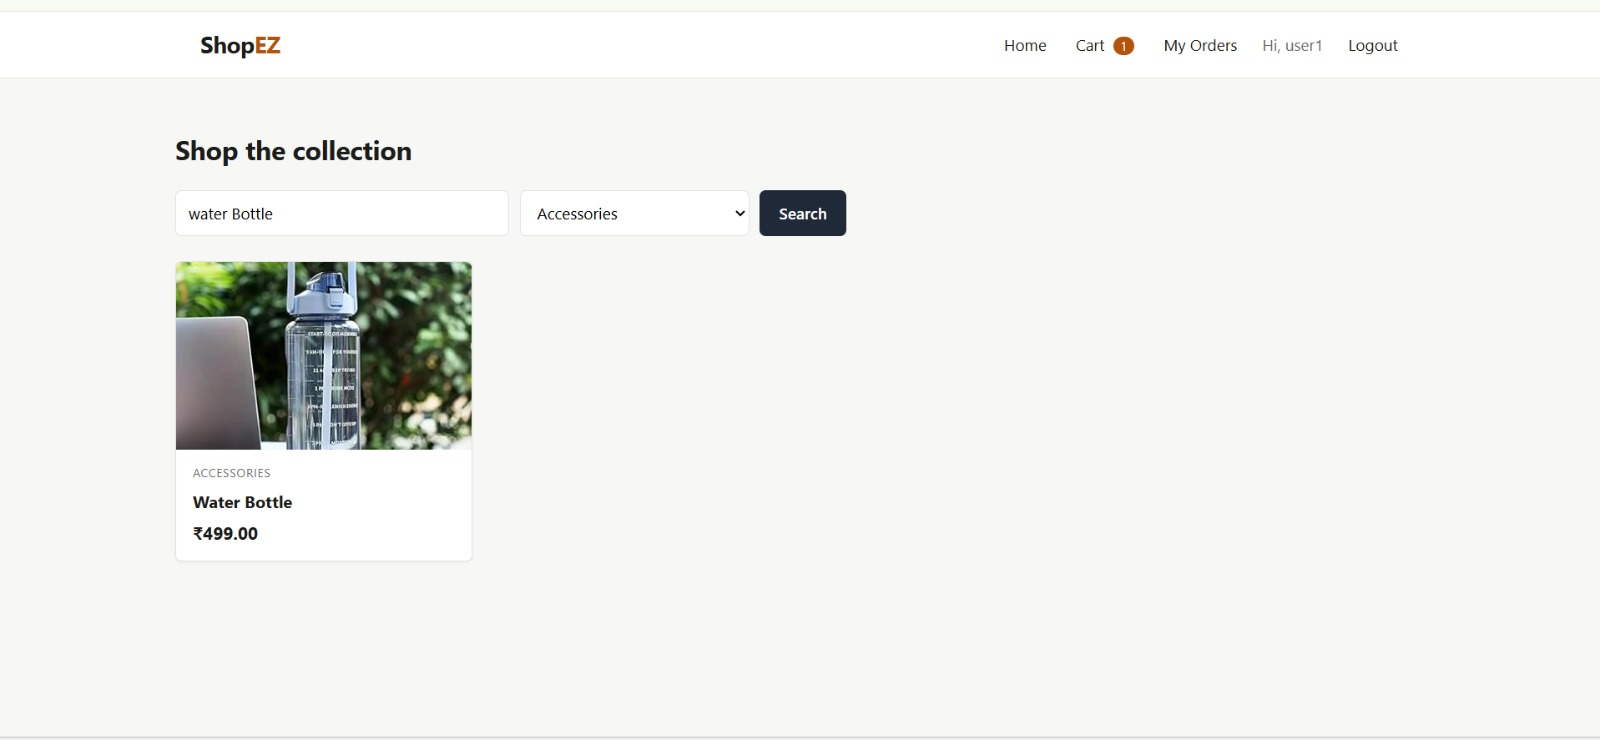 ShopEZ
Home Cart 1 My Orders Hi, user1 Logout
Shop the collection
water Bottle
Accessories
Search
ACCESSORIES
Water Bottle
₹499.00